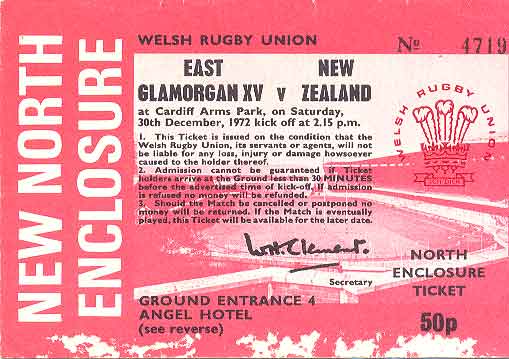 NEW NORTH
ENCLOSURE
WELSH RUGBY UNION
Nº 4719
EAST NEW
GLAMORGAN XV v ZEALAND
at Cardiff Arms Park, on Saturday,
30th December, 1972 kick off at 2.15 p.m.
1. This Ticket is issued on the condition that the
Welsh Rugby Union, its servants or agents, will not
be liable for any loss, injury or damage howsoever
caused to the holder thereof.
2. Admission cannot be guaranteed if Ticket
holders arrive at the Ground less than 30 MINUTES
before the advertised time of kick-off. If admission
is refused no money will be refunded.
3. Should the Match be cancelled or postponed no
money will be returned. If the Match is eventually
played, this Ticket will be available for the later date.
WELSH RUGBY UNION
ICH DIEN
W H Clement.
Secretary
GROUND ENTRANCE 4
ANGEL HOTEL
(see reverse)
NORTH
ENCLOSURE
TICKET
50p